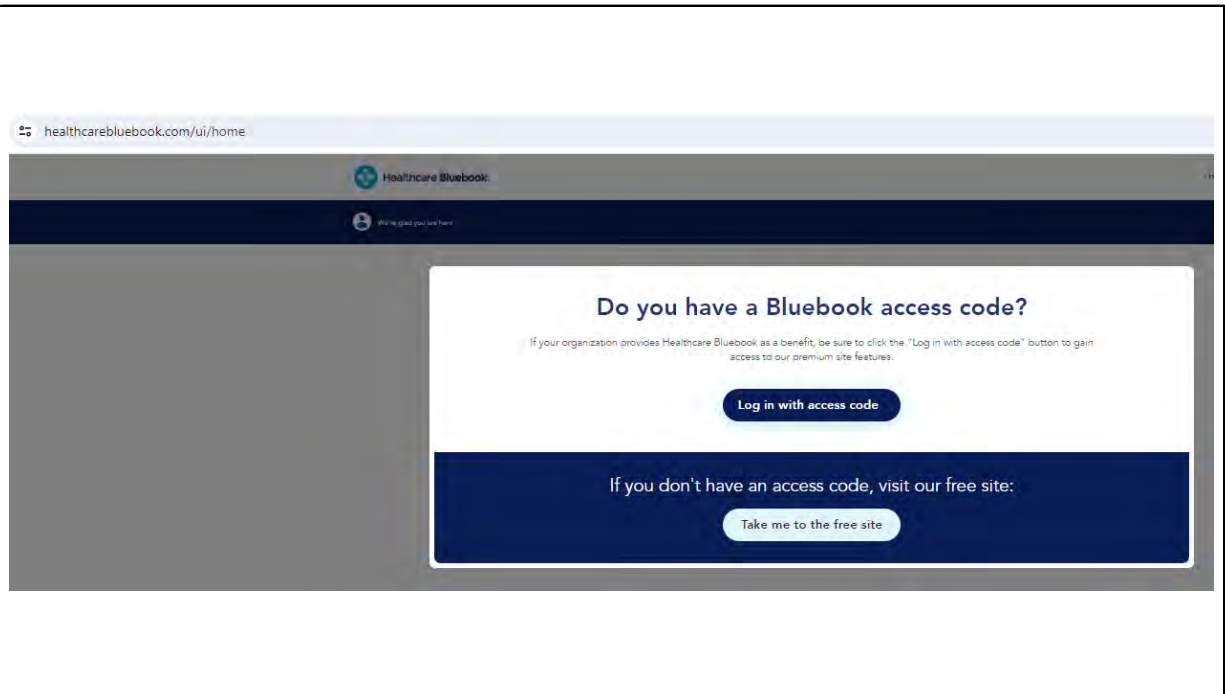 healthcarebluebook.com/ui/home
Healthcare Bluebook
We're glad you are here
Do you have a Bluebook access code?
If your organization provides Healthcare Bluebook as a benefit, be sure to click the "Log in with access code" button to gain
access to our premium site features.
Log in with access code
If you don't have an access code, visit our free site:
Take me to the free site